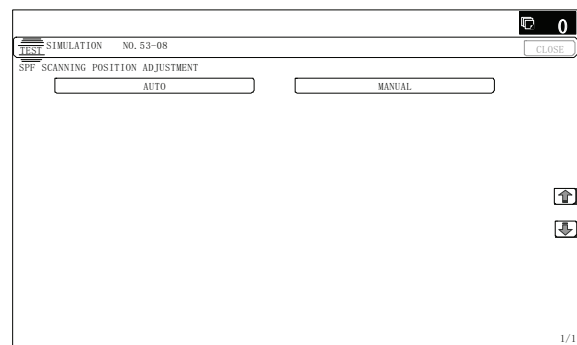 0
TEST SIMULATION NO.53-08 CLOSE
SPF SCANNING POSITION ADJUSTMENT
AUTO MANUAL
1/1